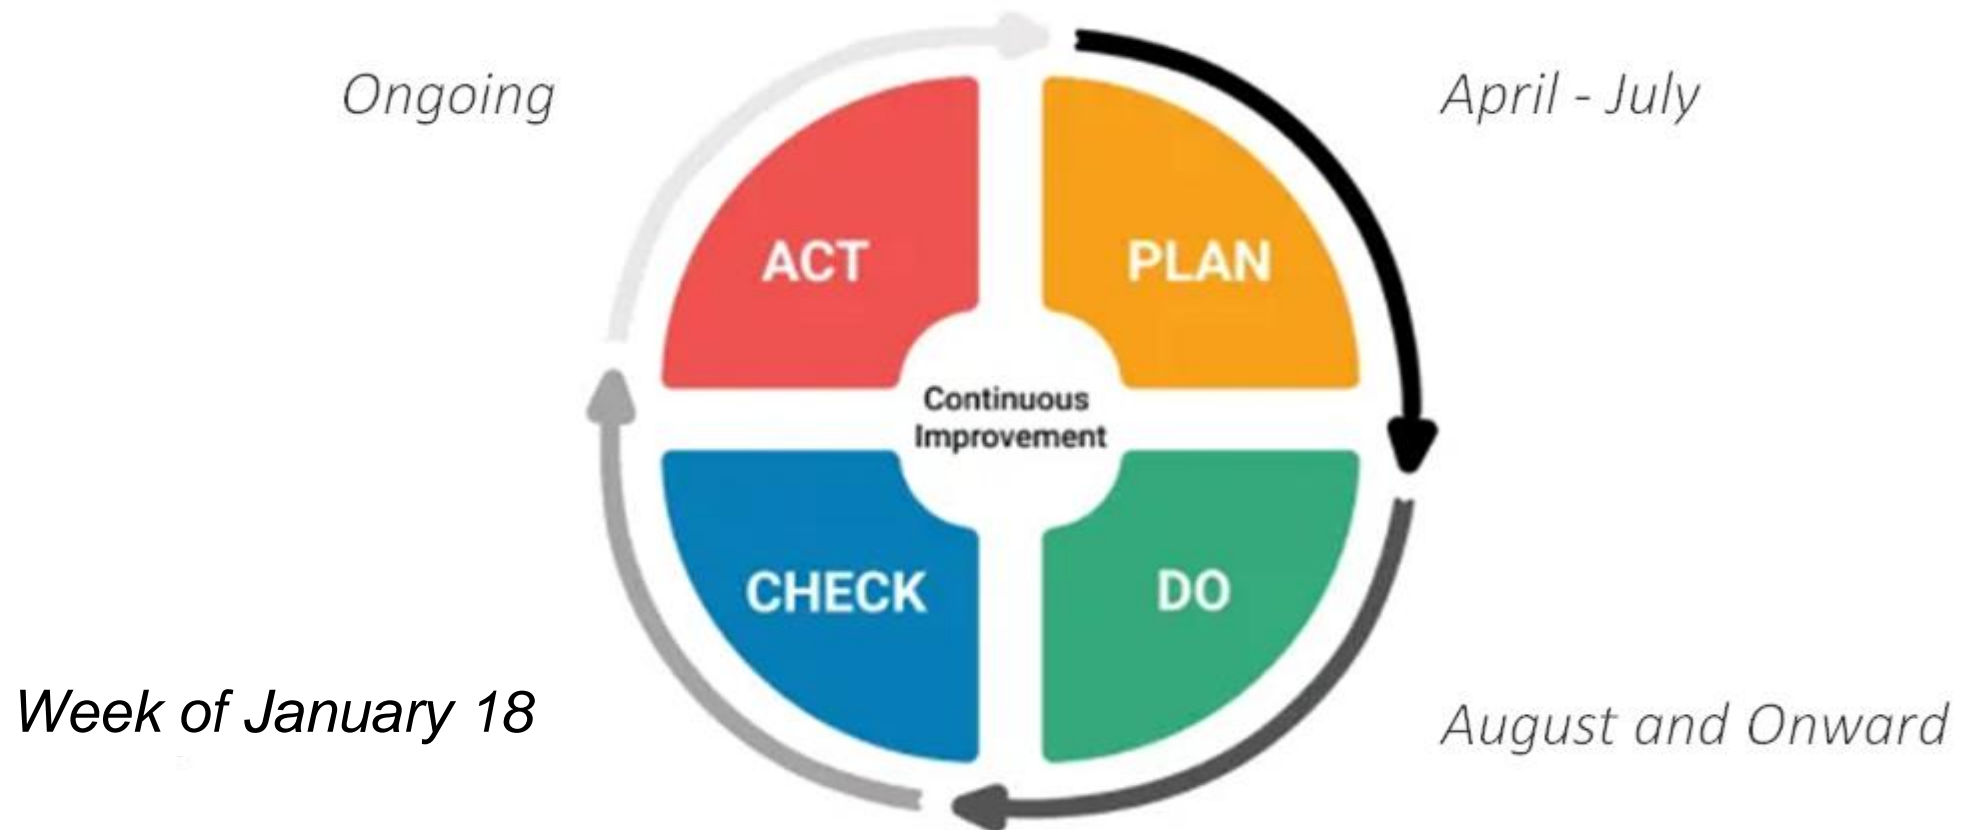 Ongoing
April - July
ACT
PLAN
Continuous
Improvement
CHECK
DO
Week of January 18
August and Onward